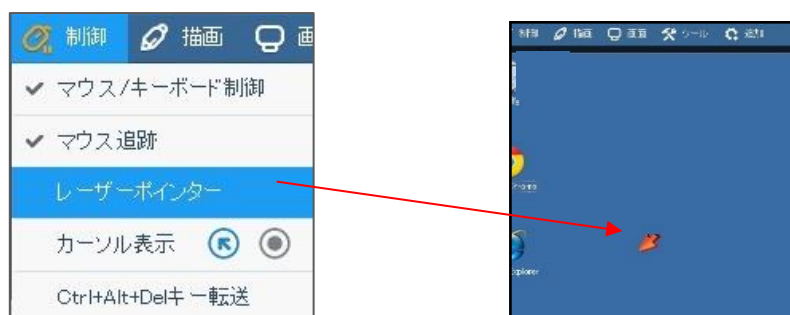 制御 描画 画
マウス/キーボード制御
マウス追跡
レーザーポインター
カーソル表示
Ctrl+Alt+Delキー転送
制御 描画 画面 ツール 追加
explorer